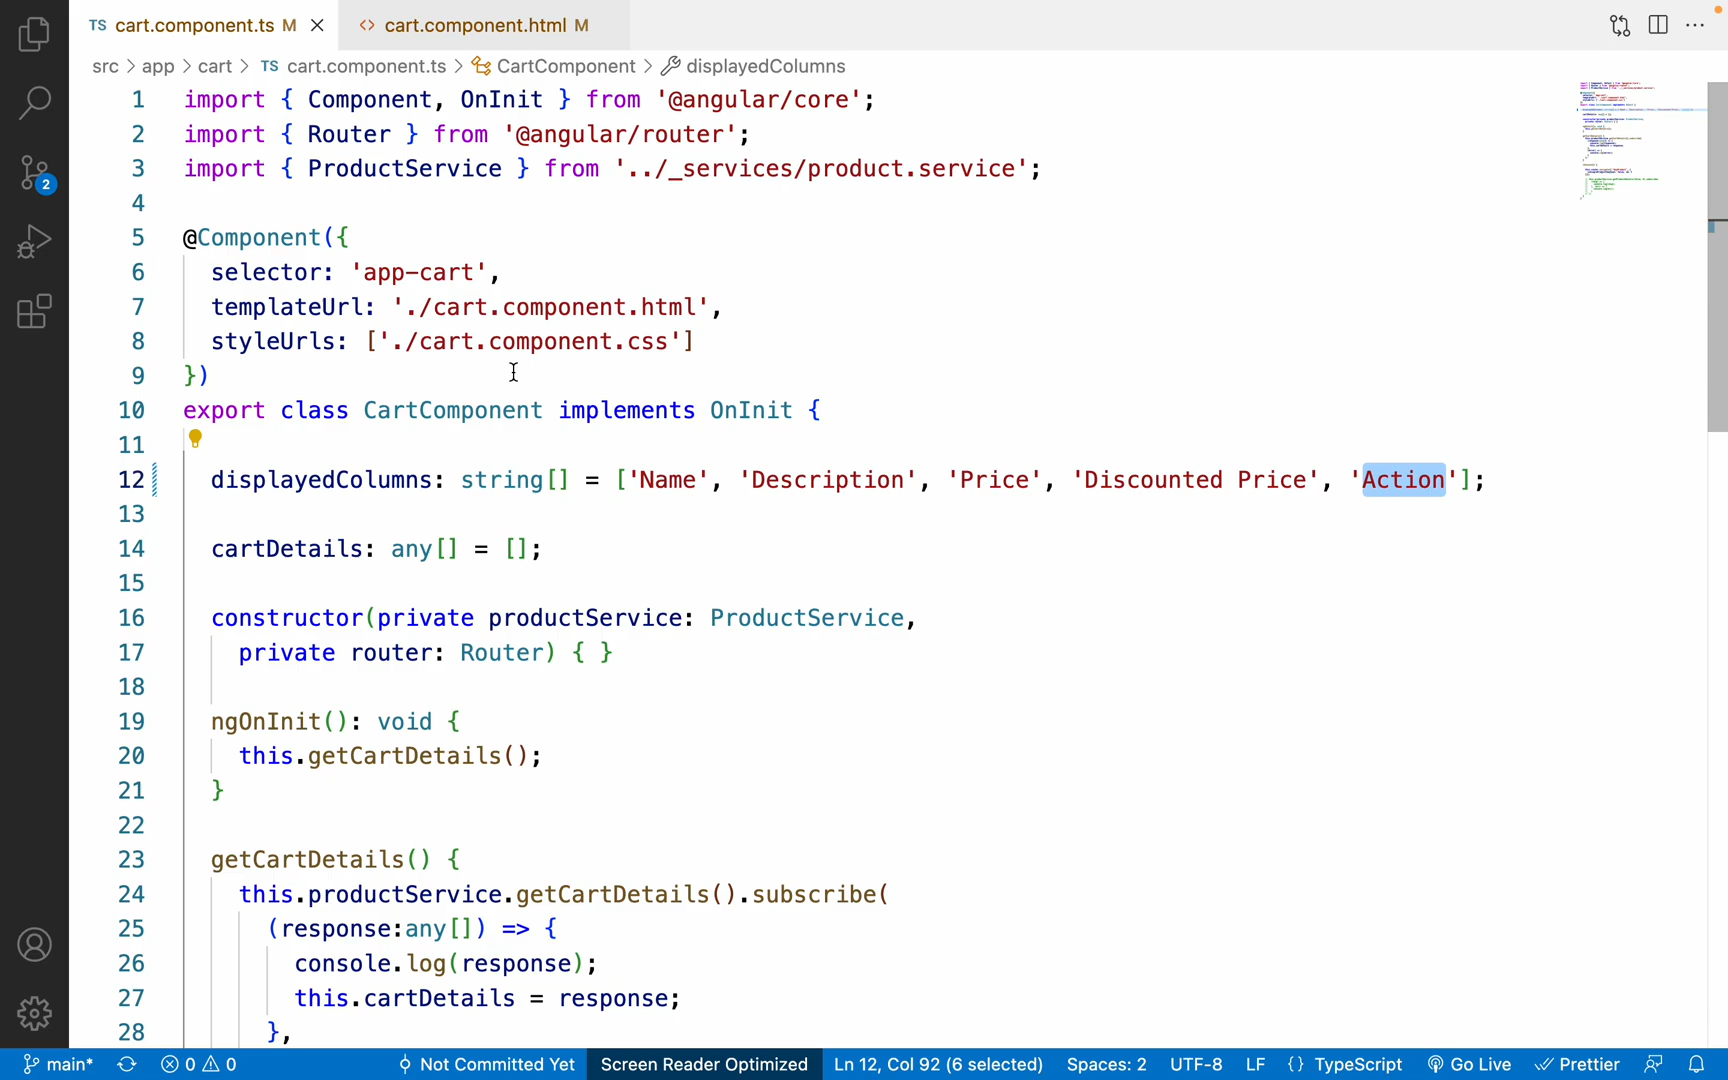 TS cart.component.ts M
<> cart.component.html M
src > app > cart > TS cart.component.ts > CartComponent > displayedColumns
1 import { Component, OnInit } from '@angular/core';
2 import { Router } from '@angular/router';
3 import { ProductService } from '../_services/product.service';
4
5 @Component({
6 selector: 'app-cart',
7 templateUrl: './cart.component.html',
8 styleUrls: ['./cart.component.css']
9 })
10 export class CartComponent implements OnInit {
11
12 displayedColumns: string[] = ['Name', 'Description', 'Price', 'Discounted Price', 'Action'];
13
14 cartDetails: any[] = [];
15
16 constructor(private productService: ProductService,
17 private router: Router) { }
18
19 ngOnInit(): void {
20 this.getCartDetails();
21 }
22
23 getCartDetails() {
24 this.productService.getCartDetails().subscribe(
25 (response:any[]) => {
26 console.log(response);
27 this.cartDetails = response;
28 },
2
main* 0 0 Not Committed Yet Screen Reader Optimized Ln 12, Col 92 (6 selected) Spaces: 2 UTF-8 LF {} TypeScript Go Live Prettier